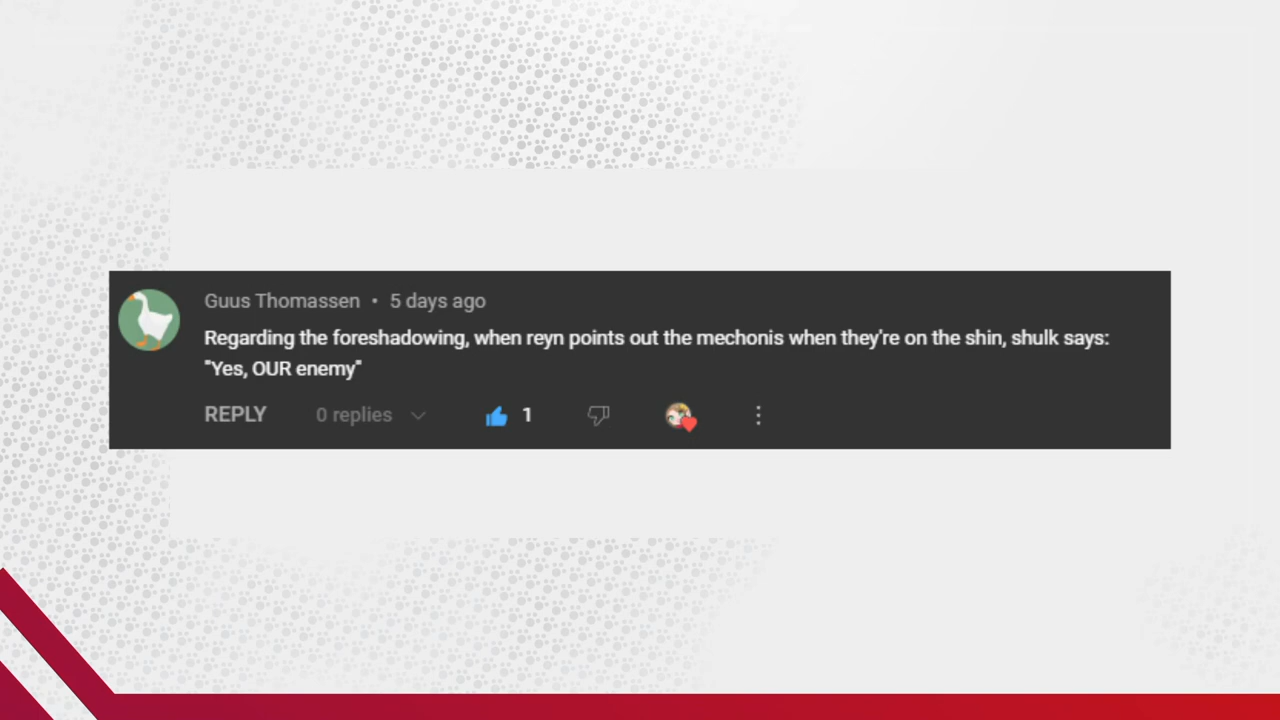 Guus Thomassen • 5 days ago
Regarding the foreshadowing, when reyn points out the mechonis when they're on the shin, shulk says:
"Yes, OUR enemy"
REPLY 0 replies 1